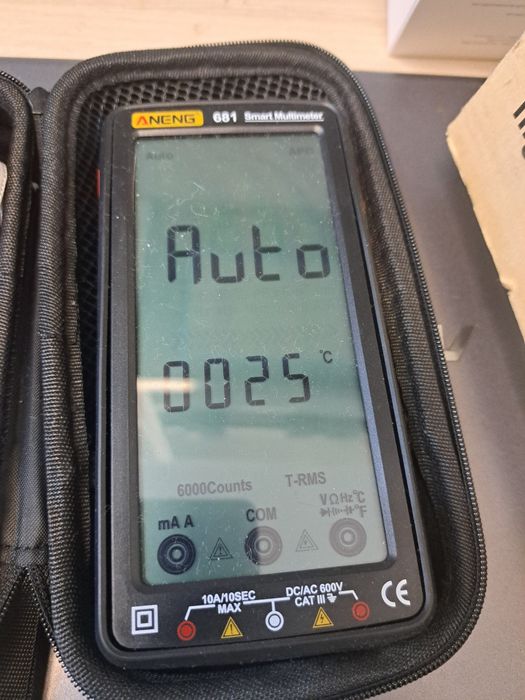 ANENG 681 Smart Multimeter
Auto APO
Auto
0025 °C
6000Counts T-RMS
mA A COM VΩHz°C
°F
10A/10SEC MAX
DC/AC 600V
CAT III
CE